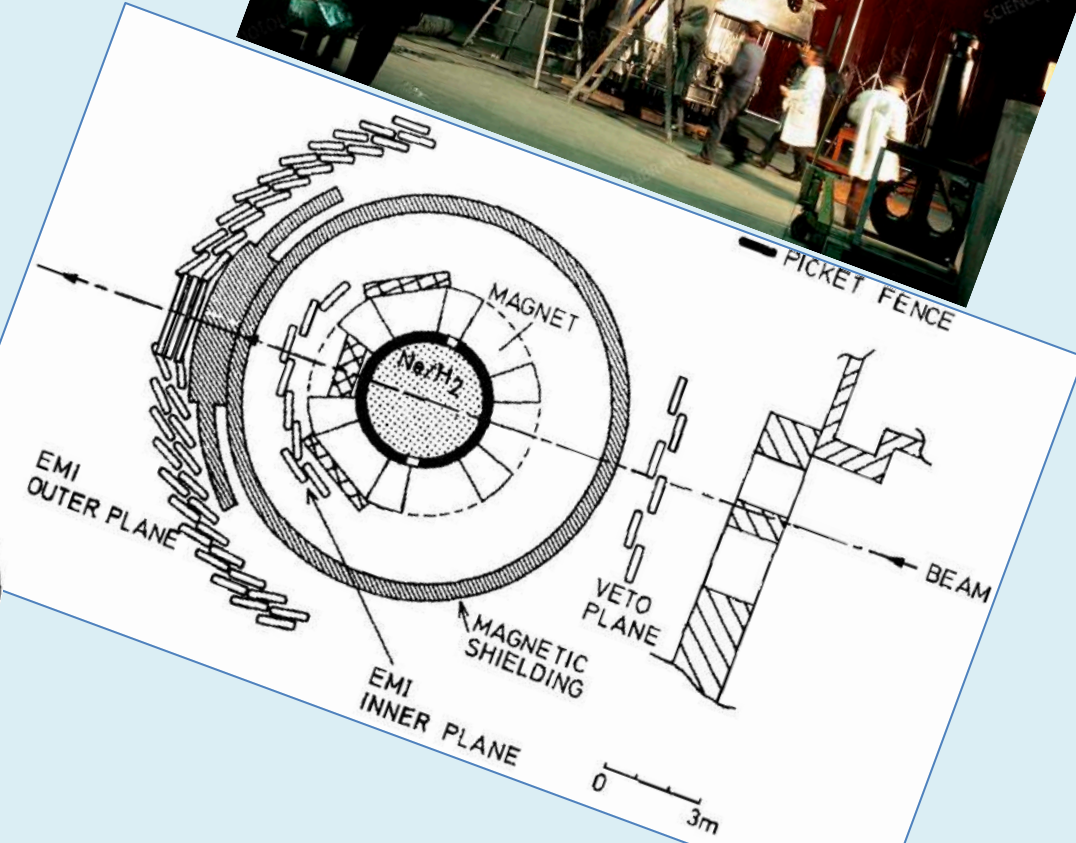 PICKET FENCE
MAGNET
Ne/H2
EMI
OUTER PLANE
BEAM
VETO
PLANE
MAGNETIC
SHIELDING
EMI
INNER PLANE
0
3m